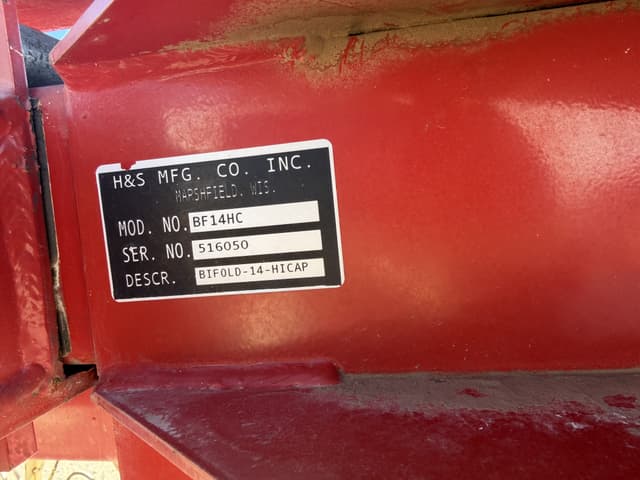 H&S MFG. CO. INC.
MARSHFIELD. WIS.
MOD. NO. BF14HC
SER. NO. 516050
DESCR. BIFOLD-14-HICAP